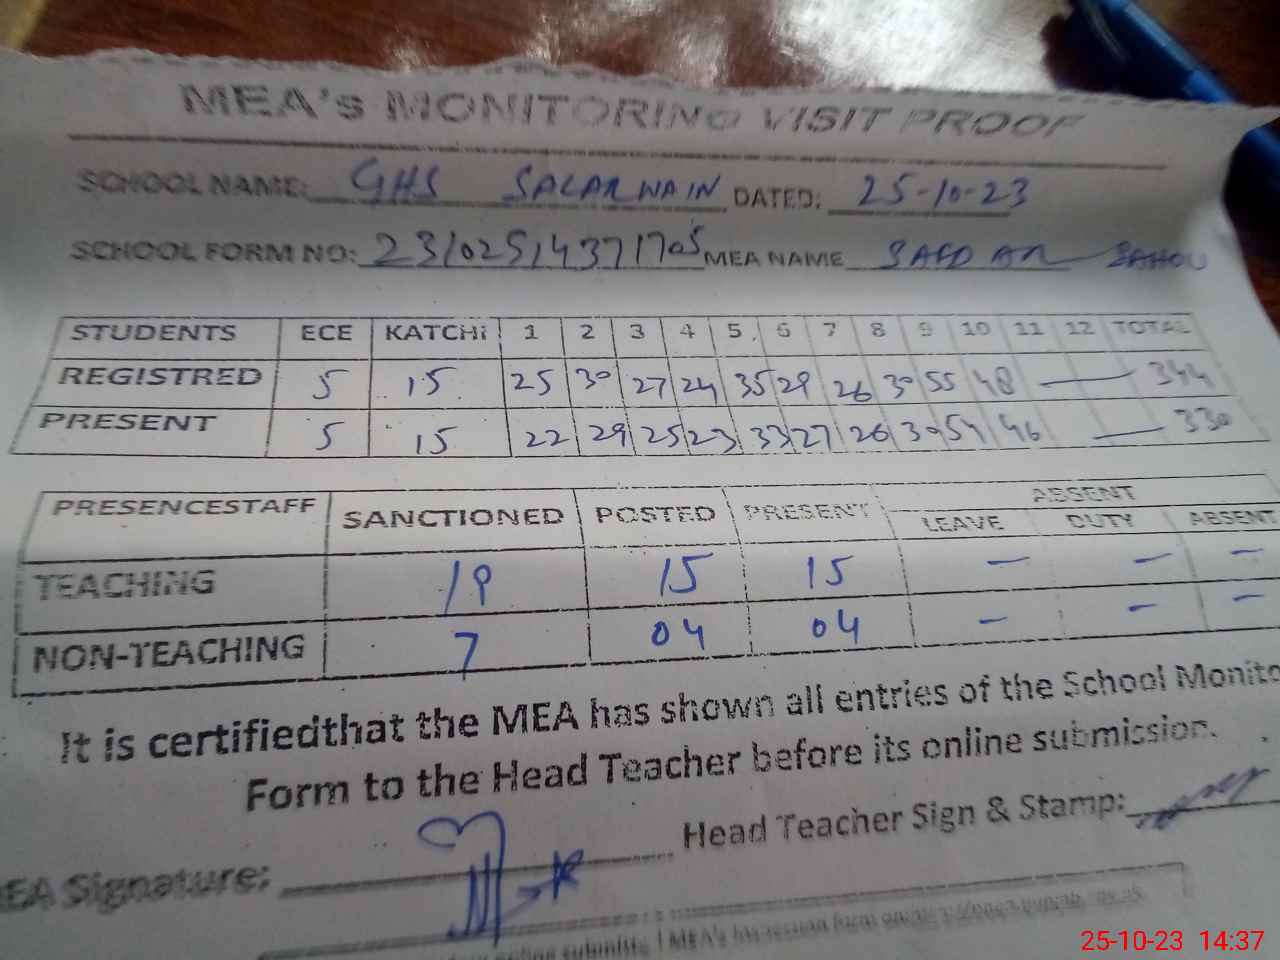 MEA's MONITORING VISIT PROOF
SCHOOL NAME: GHS SALARWAIN DATED: 25-10-23
SCHOOL FORM NO: 23102514371705 MEA NAME SAFDAR
STUDENTS ECE KATCHi 1 2 3 4 5 6 7 8 9 10 11 12 TOTAL
REGISTRED 5 15 25 30 27 24 35 29 26 30 55 48 — 344
PRESENT 5 15 22 29 25 23 33 27 26 30 54 46 — 330
PRESENCESTAFF SANCTIONED POSTED PRESENT ABSENT
LEAVE DUTY ABSENT
TEACHING 19 15 15 — — —
NON-TEACHING 7 04 04 — — —
It is certifiedthat the MEA has shown all entries of the School Monito
Form to the Head Teacher before its online submission.
Head Teacher Sign & Stamp:
EA Signature:
25-10-23 14:37